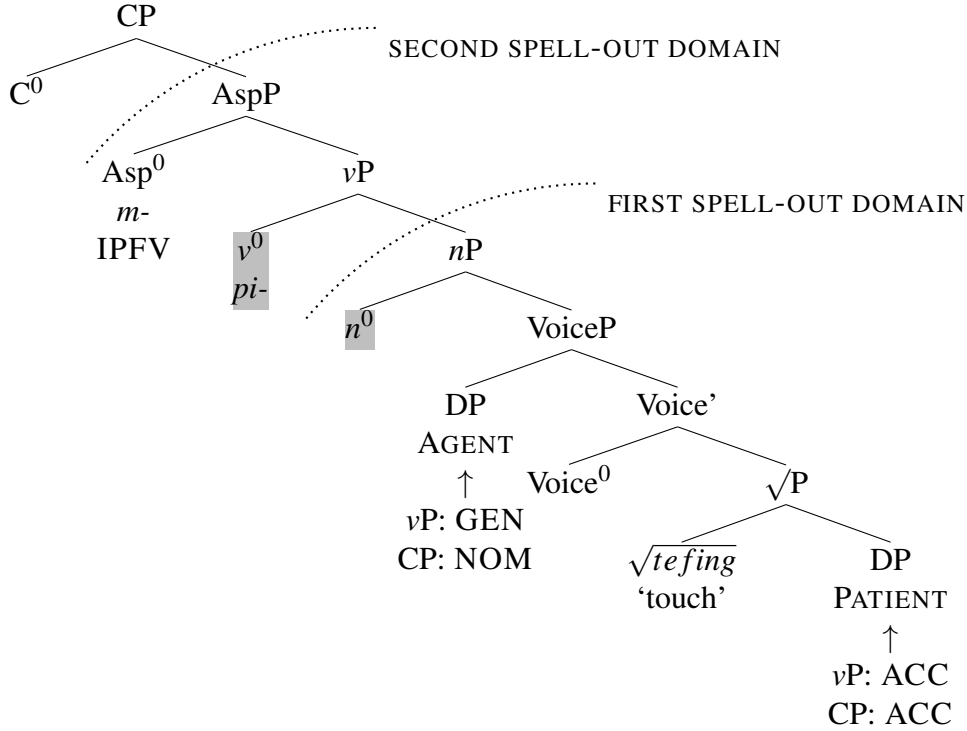 CP
SECOND SPELL-OUT DOMAIN
C⁰ AspP
Asp⁰ vP
m-
FIRST SPELL-OUT DOMAIN
IPFV v⁰ nP
pi-
n⁰ VoiceP
DP Voice’
AGENT
↑ Voice⁰ √P
vP: GEN
CP: NOM √tefing DP
‘touch’ PATIENT
↑
vP: ACC
CP: ACC